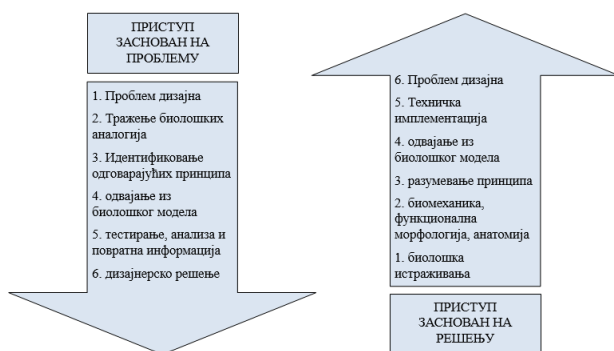 ПРИСТУП
ЗАСНОВАН НА
ПРОБЛЕМУ
1. Проблем дизајна
2. Тражење биолошких
аналогија
3. Идентификовање
одговарајућих принципа
4. одвајање из
биолошког модела
5. тестирање, анализа и
повратна информација
6. дизајнерско решење
6. Проблем дизајна
5. Техничка
имплементација
4. одвајање из
биолошког модела
3. разумевање принципа
2. биомеханика,
функционална
морфологија, анатомија
1. биолошка
истраживања
ПРИСТУП
ЗАСНОВАН НА
РЕШЕЊУ